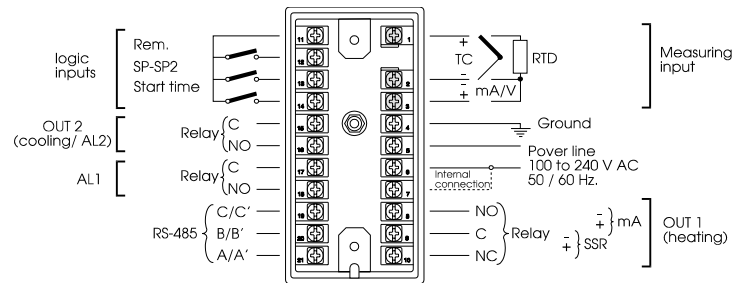 logic
inputs
Rem.
SP-SP2
Start time
OUT 2
(cooling/ AL2)
Relay
C
NO
AL1
Relay
C
NO
RS-485
C/C'
B/B'
A/A'
11
12
13
14
15
16
17
18
19
20
21
1
2
3
4
5
6
7
8
9
10
+
TC
-
-
+
mA/V
RTD
Measuring
input
Ground
Pover line
100 to 240 V AC
50 / 60 Hz.
Internal
connection
NO
C
NC
Relay
-
+
SSR
-
+
mA
OUT 1
(heating)